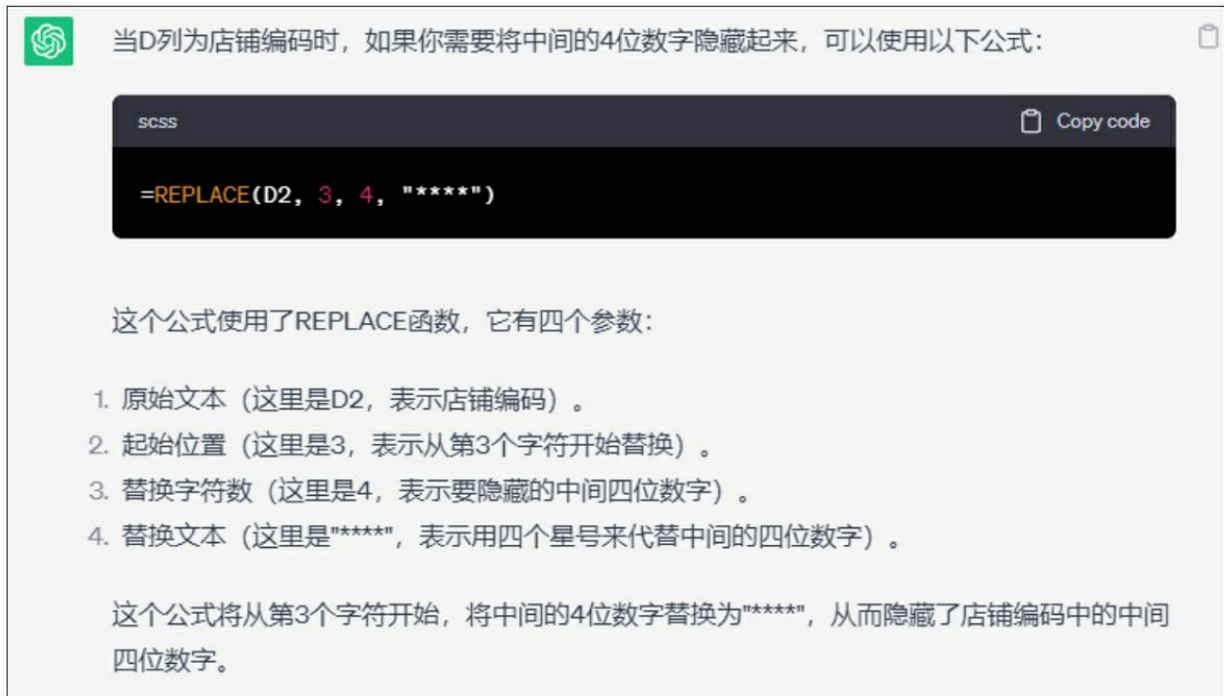 当D列为店铺编码时，如果你需要将中间的4位数字隐藏起来，可以使用以下公式：
scss
Copy code
=REPLACE(D2, 3, 4, "****")
这个公式使用了REPLACE函数，它有四个参数：
1. 原始文本（这里是D2，表示店铺编码）。
2. 起始位置（这里是3，表示从第3个字符开始替换）。
3. 替换字符数（这里是4，表示要隐藏的中间四位数字）。
4. 替换文本（这里是"****"，表示用四个星号来代替中间的四位数字）。
这个公式将从第3个字符开始，将中间的4位数字替换为"****"，从而隐藏了店铺编码中的中间
四位数字。